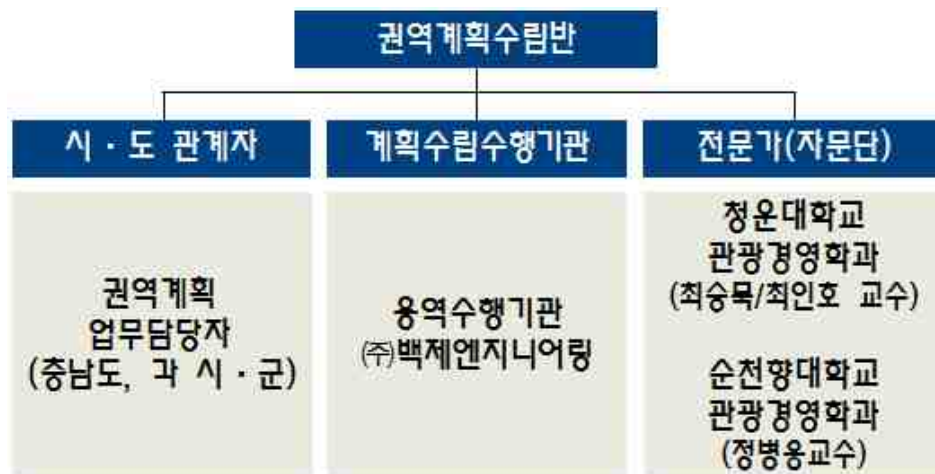 권역계획수립반
시·도 관계자
계획수립수행기관
전문가(자문단)
권역계획
업무담당자
(충남도, 각 시·군)
용역수행기관
㈜백제엔지니어링
청운대학교
관광경영학과
(최승묵/최인호 교수)
순천향대학교
관광경영학과
(정병웅교수)